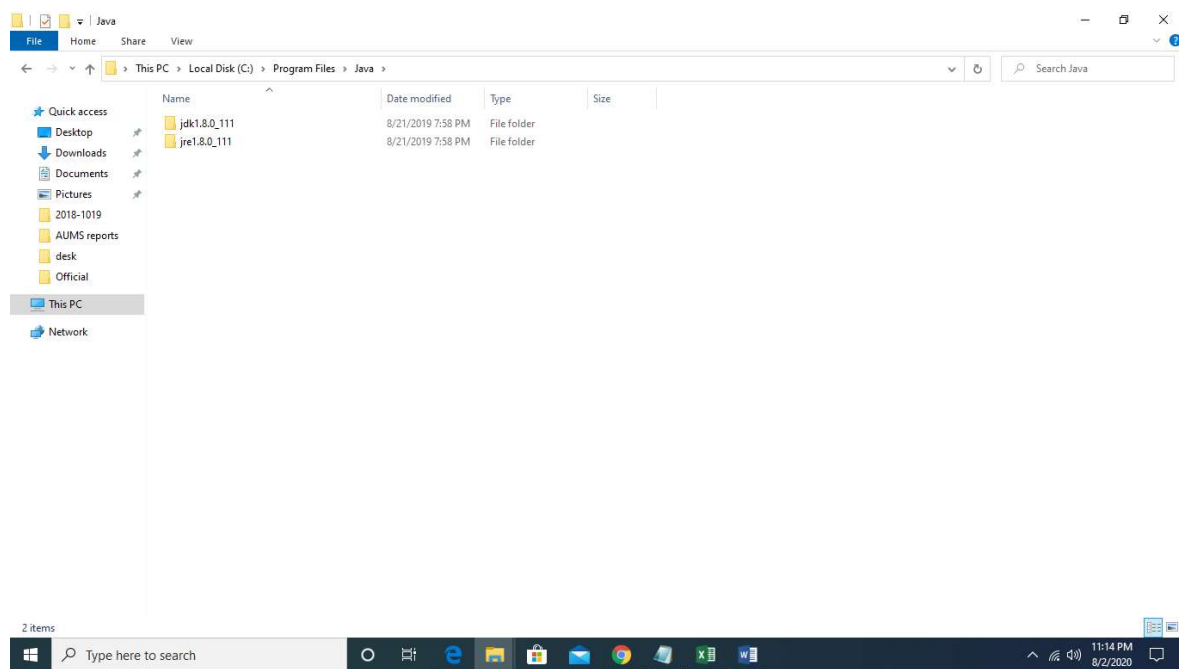 Java
File Home Share View
This PC › Local Disk (C:) › Program Files › Java ›
Search Java
Name Date modified Type Size
jdk1.8.0_111 8/21/2019 7:58 PM File folder
jre1.8.0_111 8/21/2019 7:58 PM File folder
Quick access
Desktop
Downloads
Documents
Pictures
2018-1019
AUMS reports
desk
Official
This PC
Network
2 items
Type here to search
11:14 PM
8/2/2020